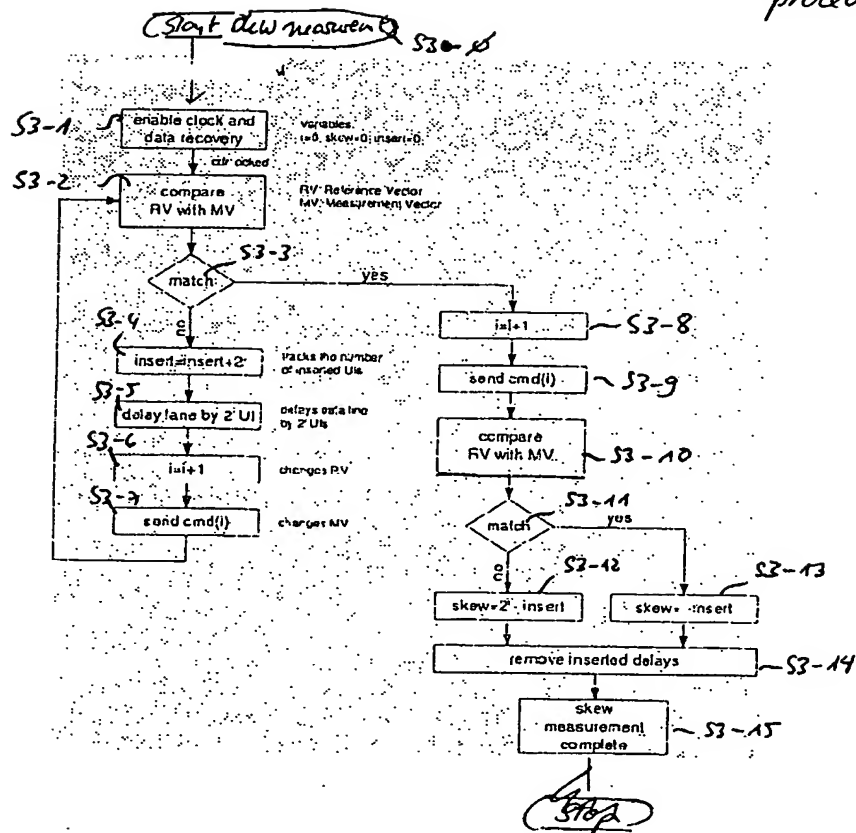 proced
Start skew measurem
S3-0
S3-1
enable clock and
data recovery
variables:
i=0, skew=0, insert=0
cdr locked
S3-2
compare
RV with MV
RV: Reference Vector
MV: Measurement Vector
S3-3
match
yes
no
S3-4
insert=insert+2
tracks the number
of inserted UIs
S3-5
delay lane by 2 UI
delays data line
by 2 UIs
S3-6
i=i+1
changes RV
S3-7
send cmd(i)
changes MV
i=i+1
S3-8
send cmd(i)
S3-9
compare
RV with MV
S3-10
S3-11
match
yes
no
S3-12
S3-13
skew=2 - insert
skew= - insert
remove inserted delays
S3-14
skew
measurement
complete
S3-15
stop